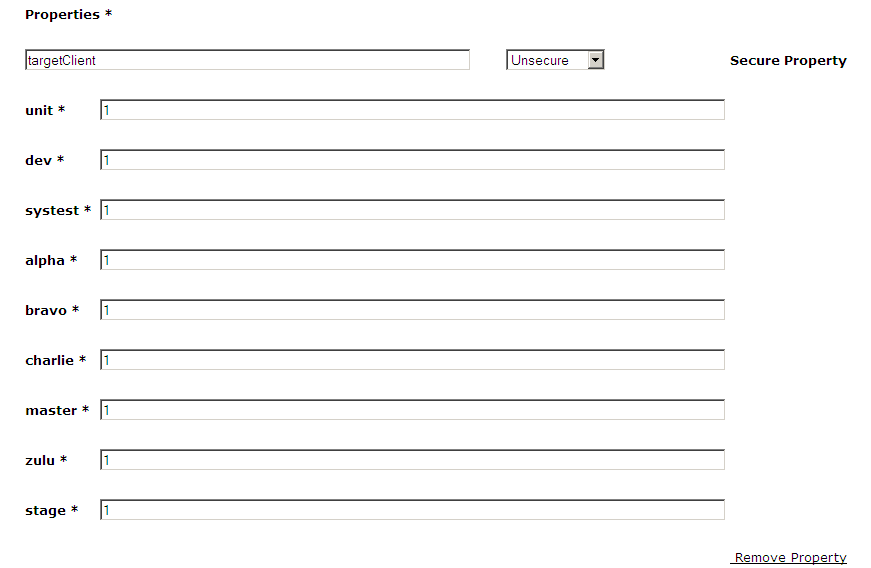 Properties *
targetClient Unsecure Secure Property
unit * 1
dev * 1
systest * 1
alpha * 1
bravo * 1
charlie * 1
master * 1
zulu * 1
stage * 1
Remove Property